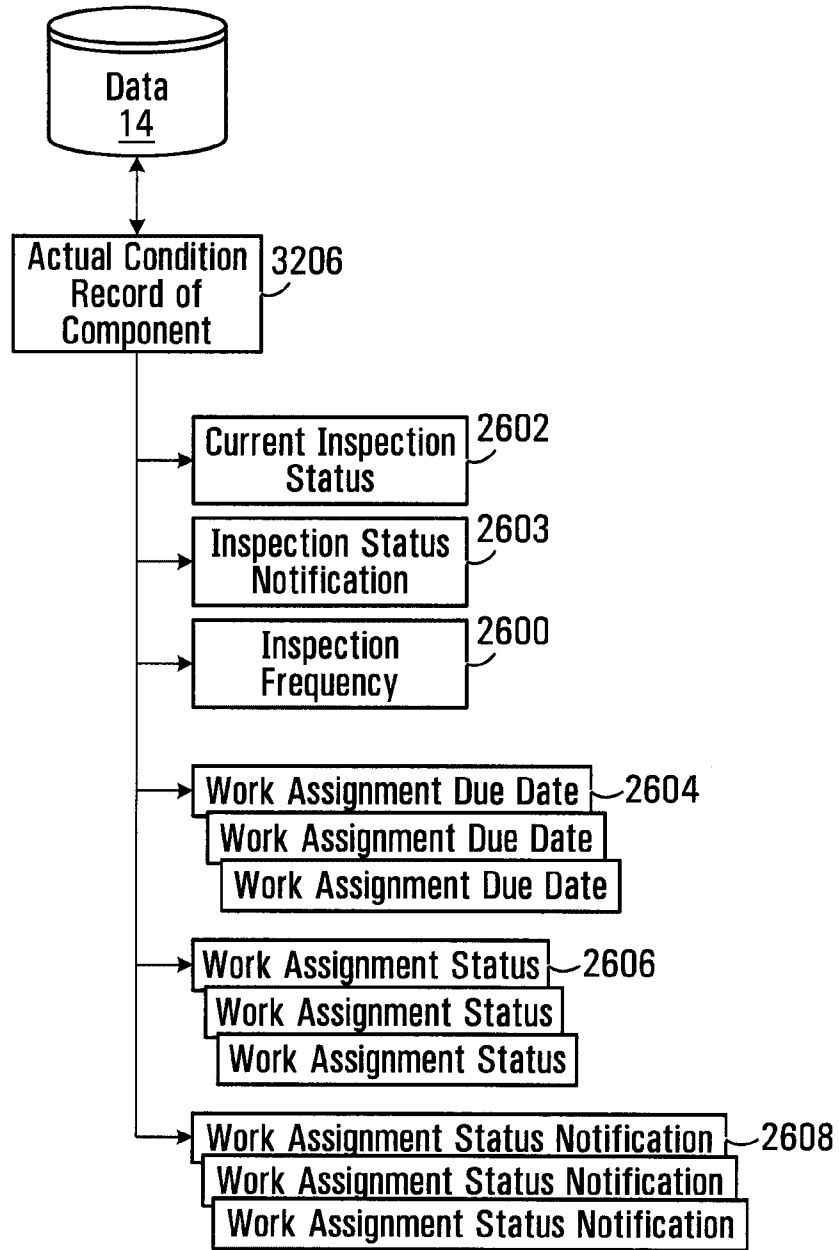 Data
14
Actual Condition
Record of
Component
3206
Current Inspection
Status
2602
Inspection Status
Notification
2603
Inspection
Frequency
2600
Work Assignment Due Date
2604
Work Assignment Due Date
Work Assignment Due Date
Work Assignment Status
2606
Work Assignment Status
Work Assignment Status
Work Assignment Status Notification
2608
Work Assignment Status Notification
Work Assignment Status Notification